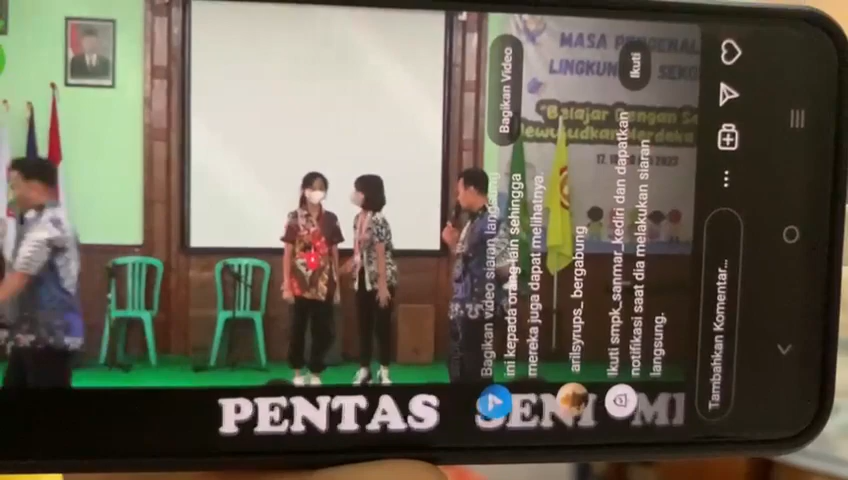 MASA
LINGKUN SEKO
"Belajar Dengan Se
Mewujudkan Merdeka
PENTAS SENI MI
Bagikan Video
Bagikan video siaran langsung
ini kepada orang lain sehingga
mereka juga dapat melihatnya.
arilsyrups_ bergabung
Ikuti
Ikuti smpk_sanmar_kediri dan dapatkan
notifikasi saat dia melakukan siaran
langsung.
Tambahkan Komentar...